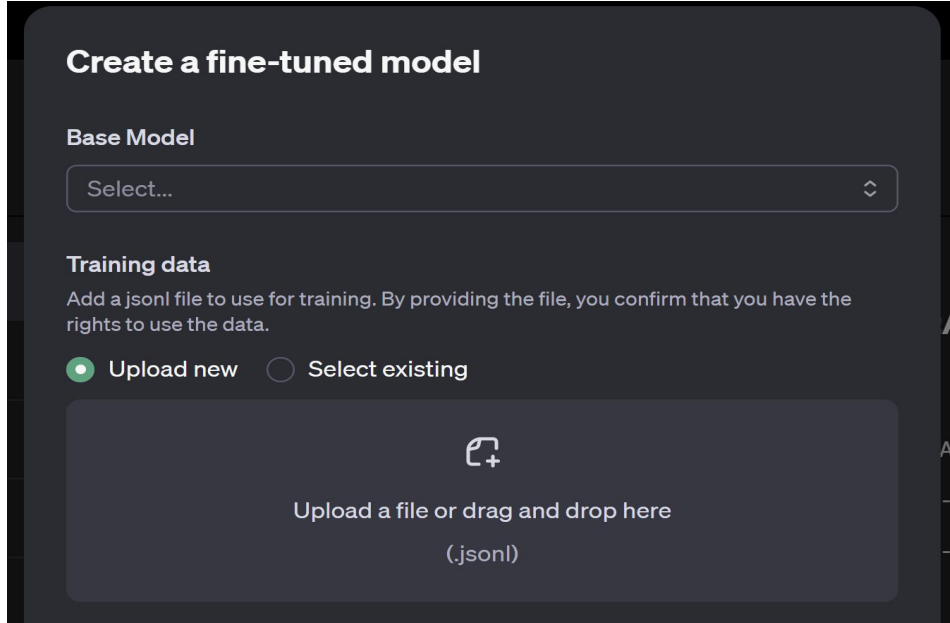 Create a fine-tuned model
Base Model
Select...
Training data
Add a jsonl file to use for training. By providing the file, you confirm that you have the
rights to use the data.
Upload new
Select existing
Upload a file or drag and drop here
(.jsonl)